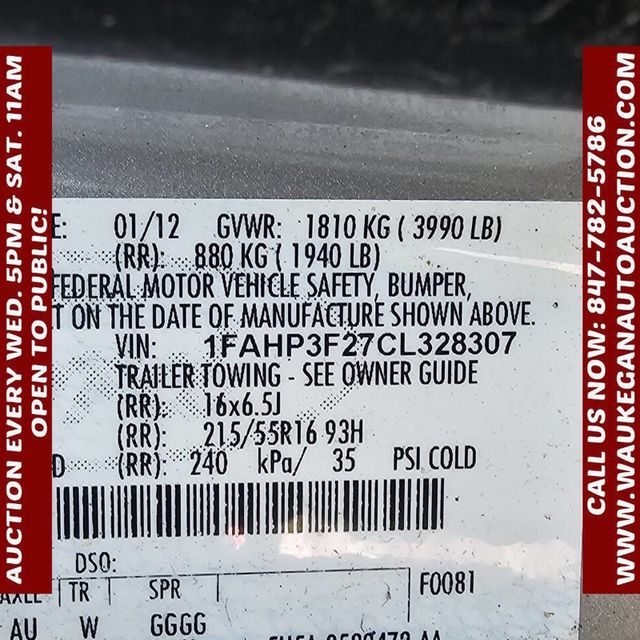 AUCTION EVERY WED. 5PM & SAT. 11AM
OPEN TO PUBLIC!
E: 01/12 GVWR: 1810 KG ( 3990 LB)
(RR): 880 KG ( 1940 LB)
FEDERAL MOTOR VEHICLE SAFETY, BUMPER,
T ON THE DATE OF MANUFACTURE SHOWN ABOVE.
VIN: 1FAHP3F27CL328307
TRAILER TOWING - SEE OWNER GUIDE
(RR): 16x6.5J
(RR): 215/55R16 93H
D (RR): 240 kPa/ 35 PSI COLD
DSO:
AXLE TR SPR F0081
AU W GGGG
CALL US NOW: 847-782-5786
WWW.WAUKEGANAUTOAUCTION.COM